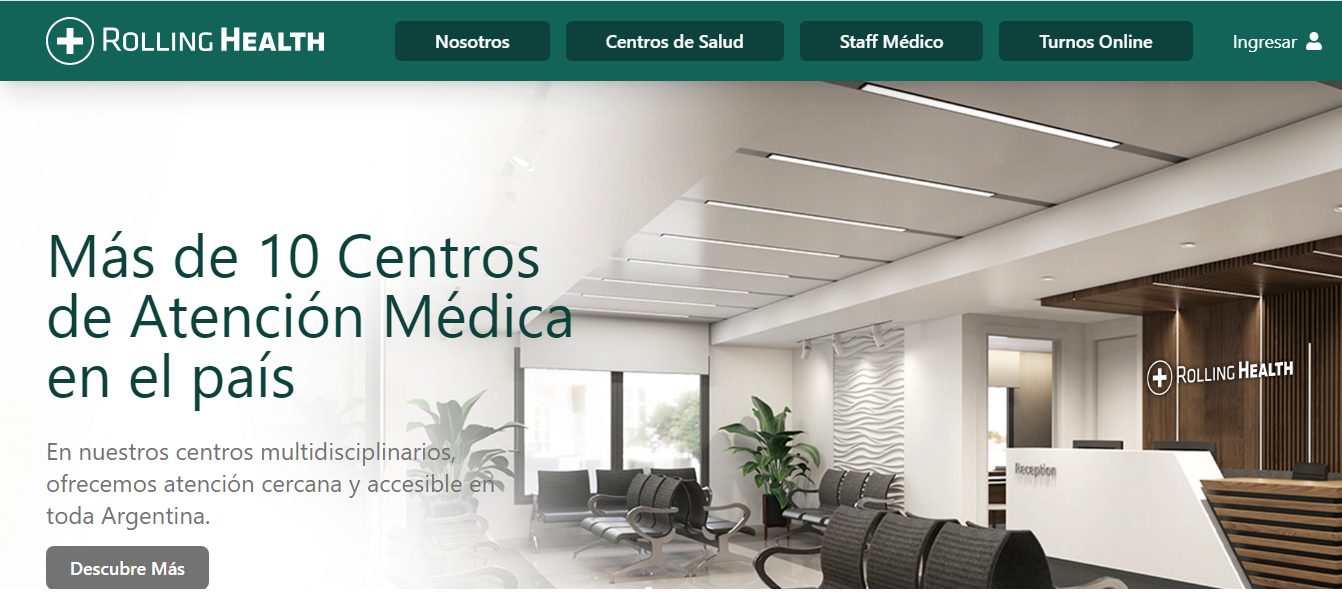 ROLLING HEALTH
Nosotros
Centros de Salud
Staff Médico
Turnos Online
Ingresar
Más de 10 Centros
de Atención Médica
en el país
ROLLING HEALTH
Reception
En nuestros centros multidisciplinarios,
ofrecemos atención cercana y accesible en
toda Argentina.
Descubre Más